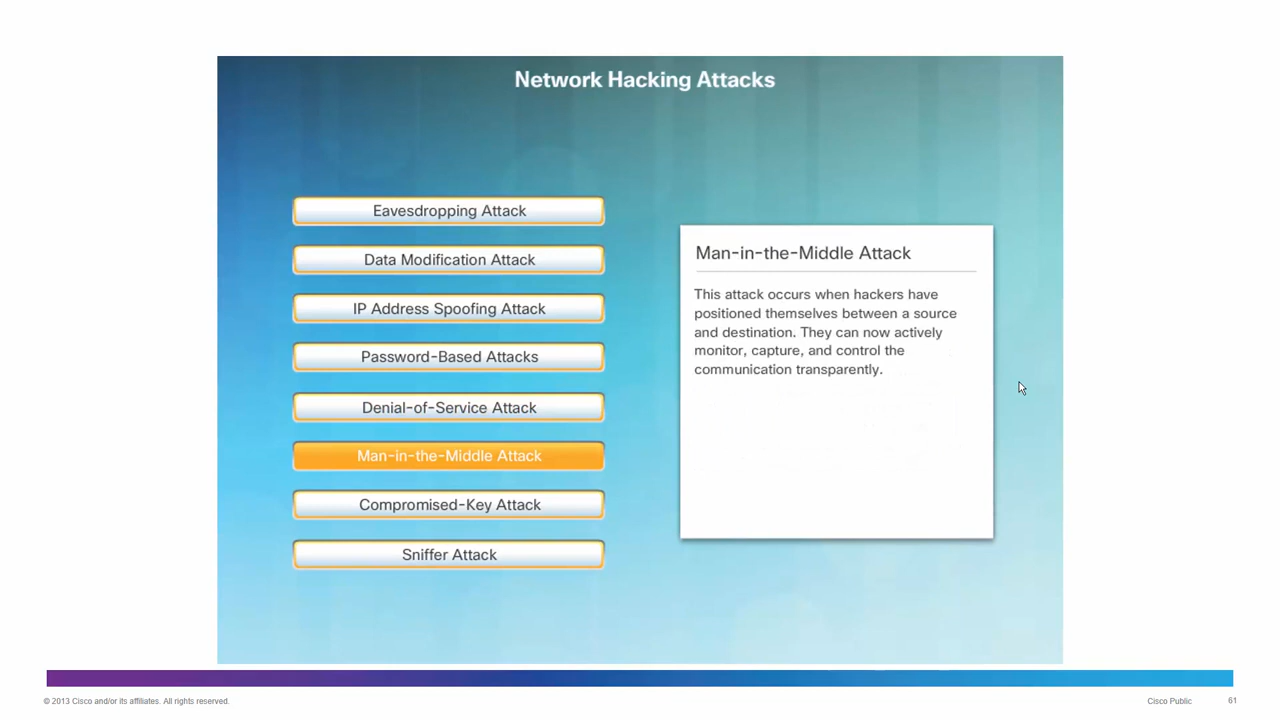 Network Hacking Attacks
Eavesdropping Attack
Data Modification Attack
IP Address Spoofing Attack
Password-Based Attacks
Denial-of-Service Attack
Man-in-the-Middle Attack
Compromised-Key Attack
Sniffer Attack
Man-in-the-Middle Attack
This attack occurs when hackers have
positioned themselves between a source
and destination. They can now actively
monitor, capture, and control the
communication transparently.
© 2013 Cisco and/or its affiliates. All rights reserved.
Cisco Public
61